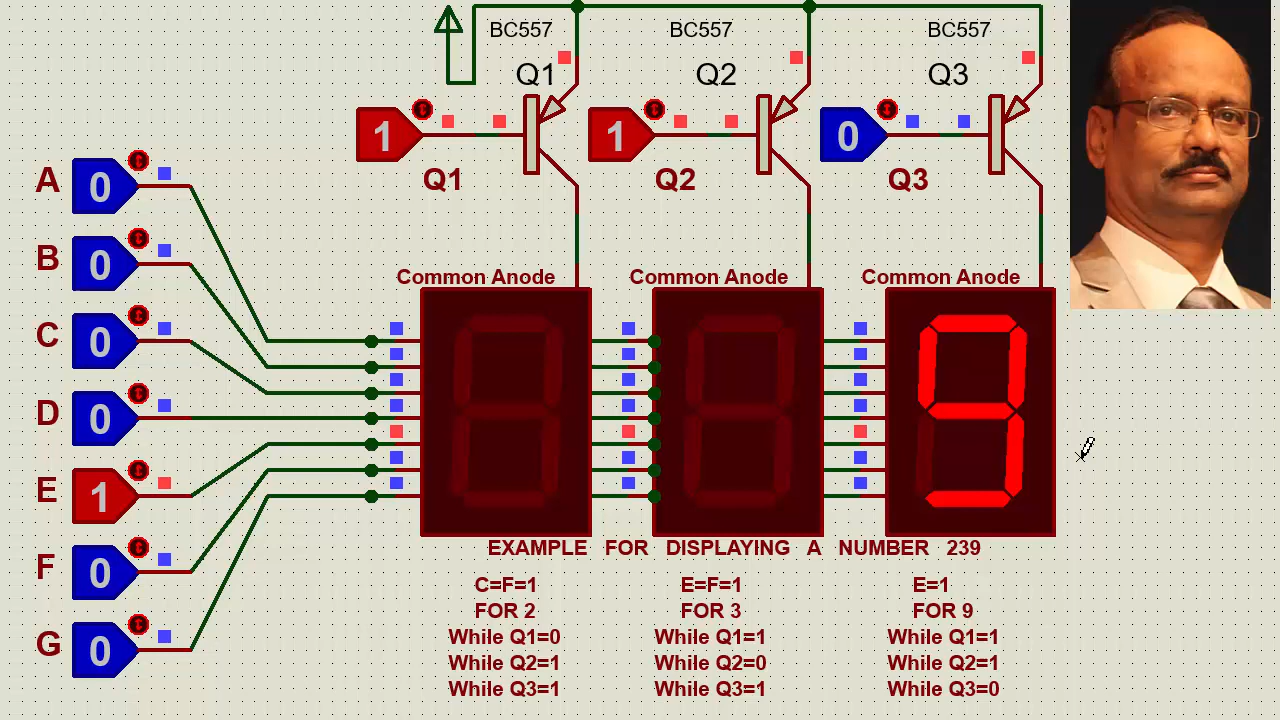 BC557 BC557 BC557
Q1 Q2 Q3
1 1 0
Q1 Q2 Q3
A 0
B 0
C 0
D 0
E 1
F 0
G 0
Common Anode Common Anode Common Anode
9
EXAMPLE FOR DISPLAYING A NUMBER 239
C=F=1
FOR 2
While Q1=0
While Q2=1
While Q3=1
E=F=1
FOR 3
While Q1=1
While Q2=0
While Q3=1
E=1
FOR 9
While Q1=1
While Q2=1
While Q3=0